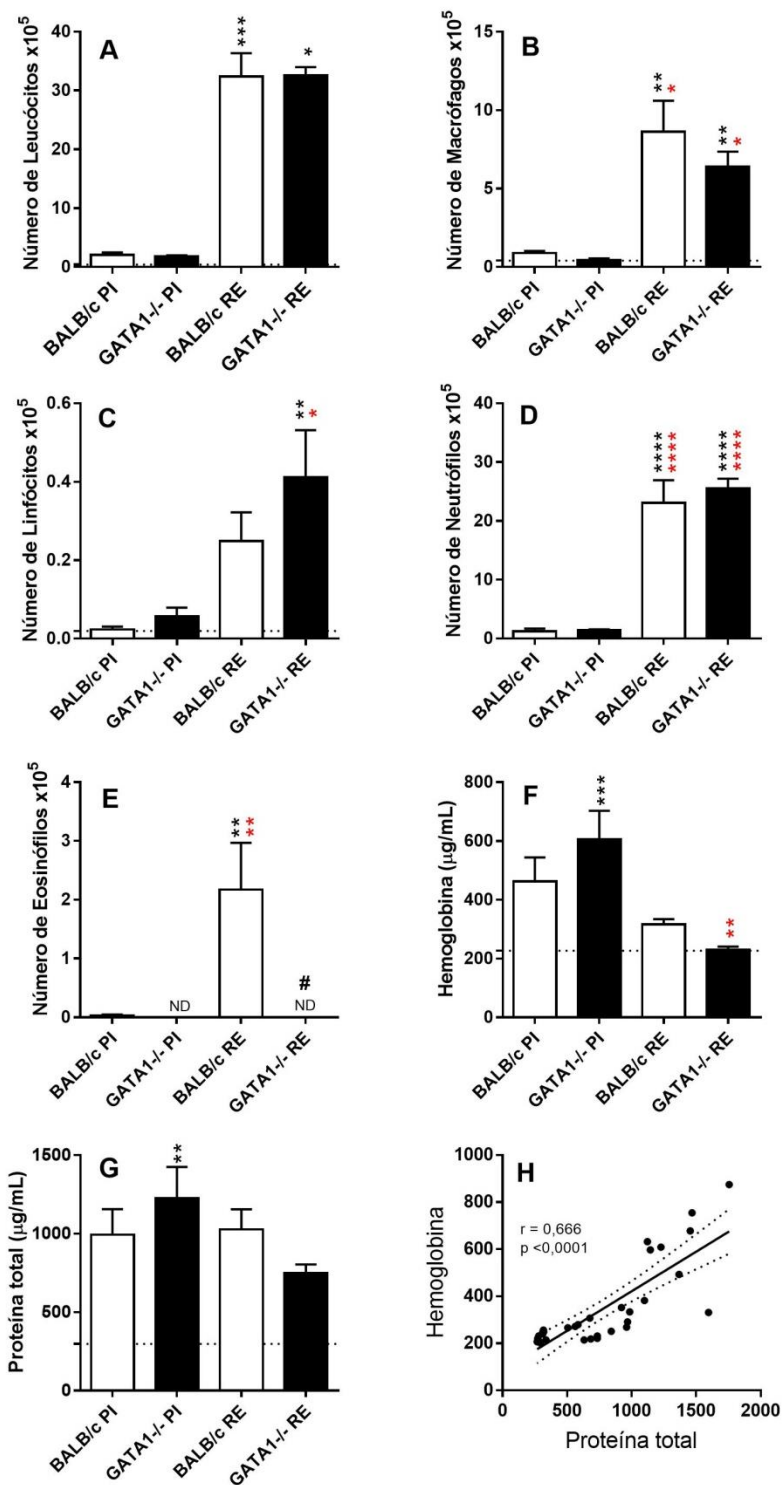 A
Número de Leucócitos x10⁵
40
30
20
10
0
***
*
BALB/c PI
GATA1-/- PI
BALB/c RE
GATA1-/- RE
B
Número de Macrófagos x10⁵
15
10
5
0
** *
** *
BALB/c PI
GATA1-/- PI
BALB/c RE
GATA1-/- RE
C
Número de Linfócitos x10⁵
0.6
0.4
0.2
0.0
** *
BALB/c PI
GATA1-/- PI
BALB/c RE
GATA1-/- RE
D
Número de Neutrófilos x10⁵
40
30
20
10
0
**** ****
**** ****
BALB/c PI
GATA1-/- PI
BALB/c RE
GATA1-/- RE
E
Número de Eosinófilos x10⁵
4
3
2
1
0
ND
** **
#
ND
BALB/c PI
GATA1-/- PI
BALB/c RE
GATA1-/- RE
F
Hemoglobina (µg/mL)
800
600
400
200
0
***
**
BALB/c PI
GATA1-/- PI
BALB/c RE
GATA1-/- RE
G
Proteína total (µg/mL)
1500
1000
500
0
**
BALB/c PI
GATA1-/- PI
BALB/c RE
GATA1-/- RE
H
Hemoglobina
1000
800
600
400
200
0
r = 0,666
p <0,0001
0 500 1000 1500 2000
Proteína total